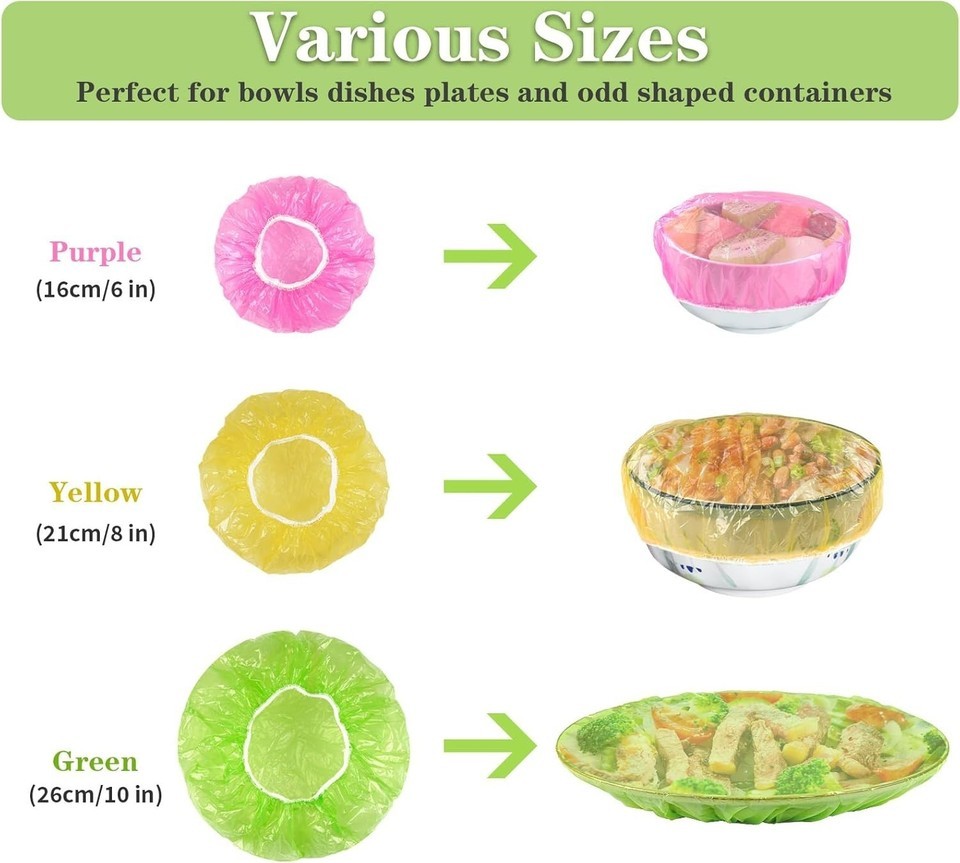 Various Sizes
Perfect for bowls dishes plates and odd shaped containers
Purple
(16cm/6 in)
Yellow
(21cm/8 in)
Green
(26cm/10 in)